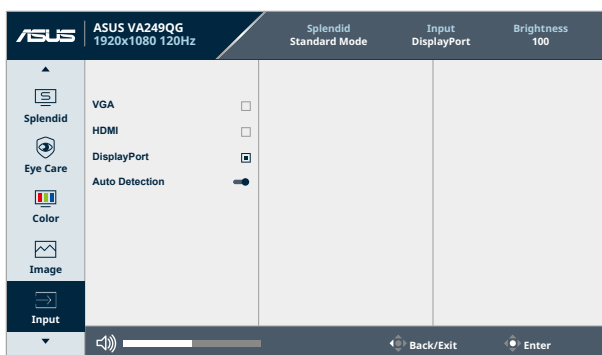 ASUS
ASUS VA249QG
1920x1080 120Hz
Splendid
Standard Mode
Input
DisplayPort
Brightness
100
Splendid
Eye Care
Color
Image
Input
VGA
HDMI
DisplayPort
Auto Detection
Back/Exit
Enter